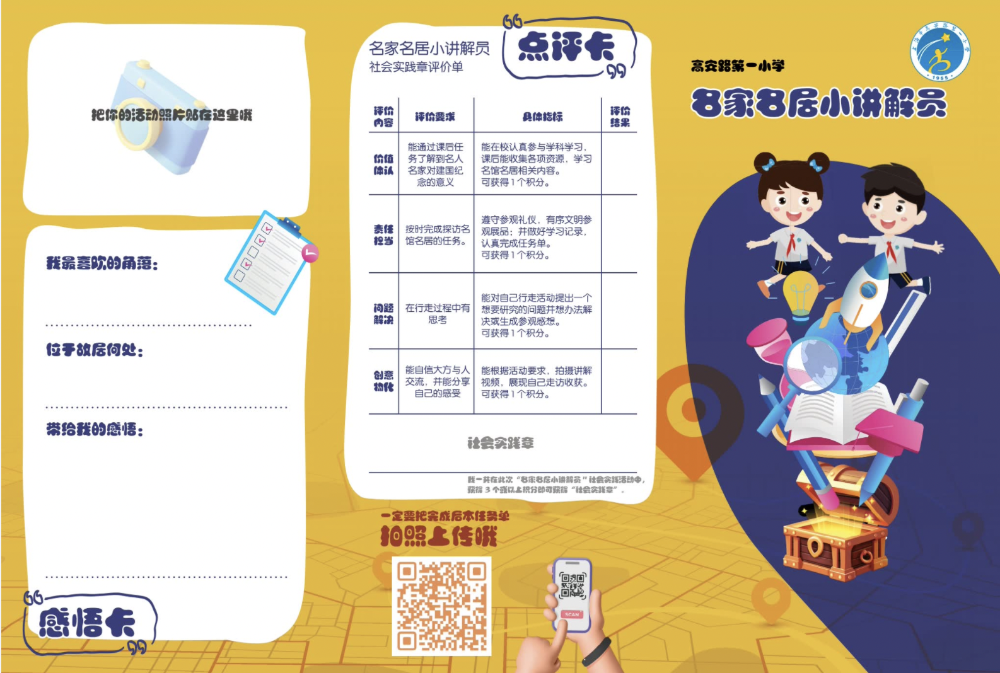 把你的活动照片贴在这里哦
我最喜欢的角落：
位于故居何处：
带给我的感悟：
感悟卡
名家名居小讲解员
社会实践章评价单
点评卡
评价
内容
评价要求
具体指标
评价
结果
价值
体认
能通过课后任
务了解到名人
名家对建国纪
念的意义
能在校认真参与学科学习，
课后能收集各项资源，学习
名馆名居相关内容。
可获得1个积分。
责任
担当
按时完成探访名
馆名居的任务。
遵守参观礼仪，有序文明参
观展品；并做好学习记录，
认真完成任务单。
可获得1个积分。
问题
解决
在行走过程中有
思考
能对自己行走活动提出一个
想要研究的问题并想办法解
决或生成参观感想。
可获得1个积分。
创意
物化
能自信大方与人
交流，并能分享
自己的感受
能根据活动要求，拍摄讲解
视频，展现自己走访收获。
可获得1个积分。
社会实践章
我一共在此次“名家名居小讲解员”社会实践活动中，
获得 3 个或以上积分即可获得“社会实践章”。
一定要把完成后本任务单
拍照上传哦
SCAN
高安路第一小学
名家名居小讲解员
上海市高安路第一小学
·1955·